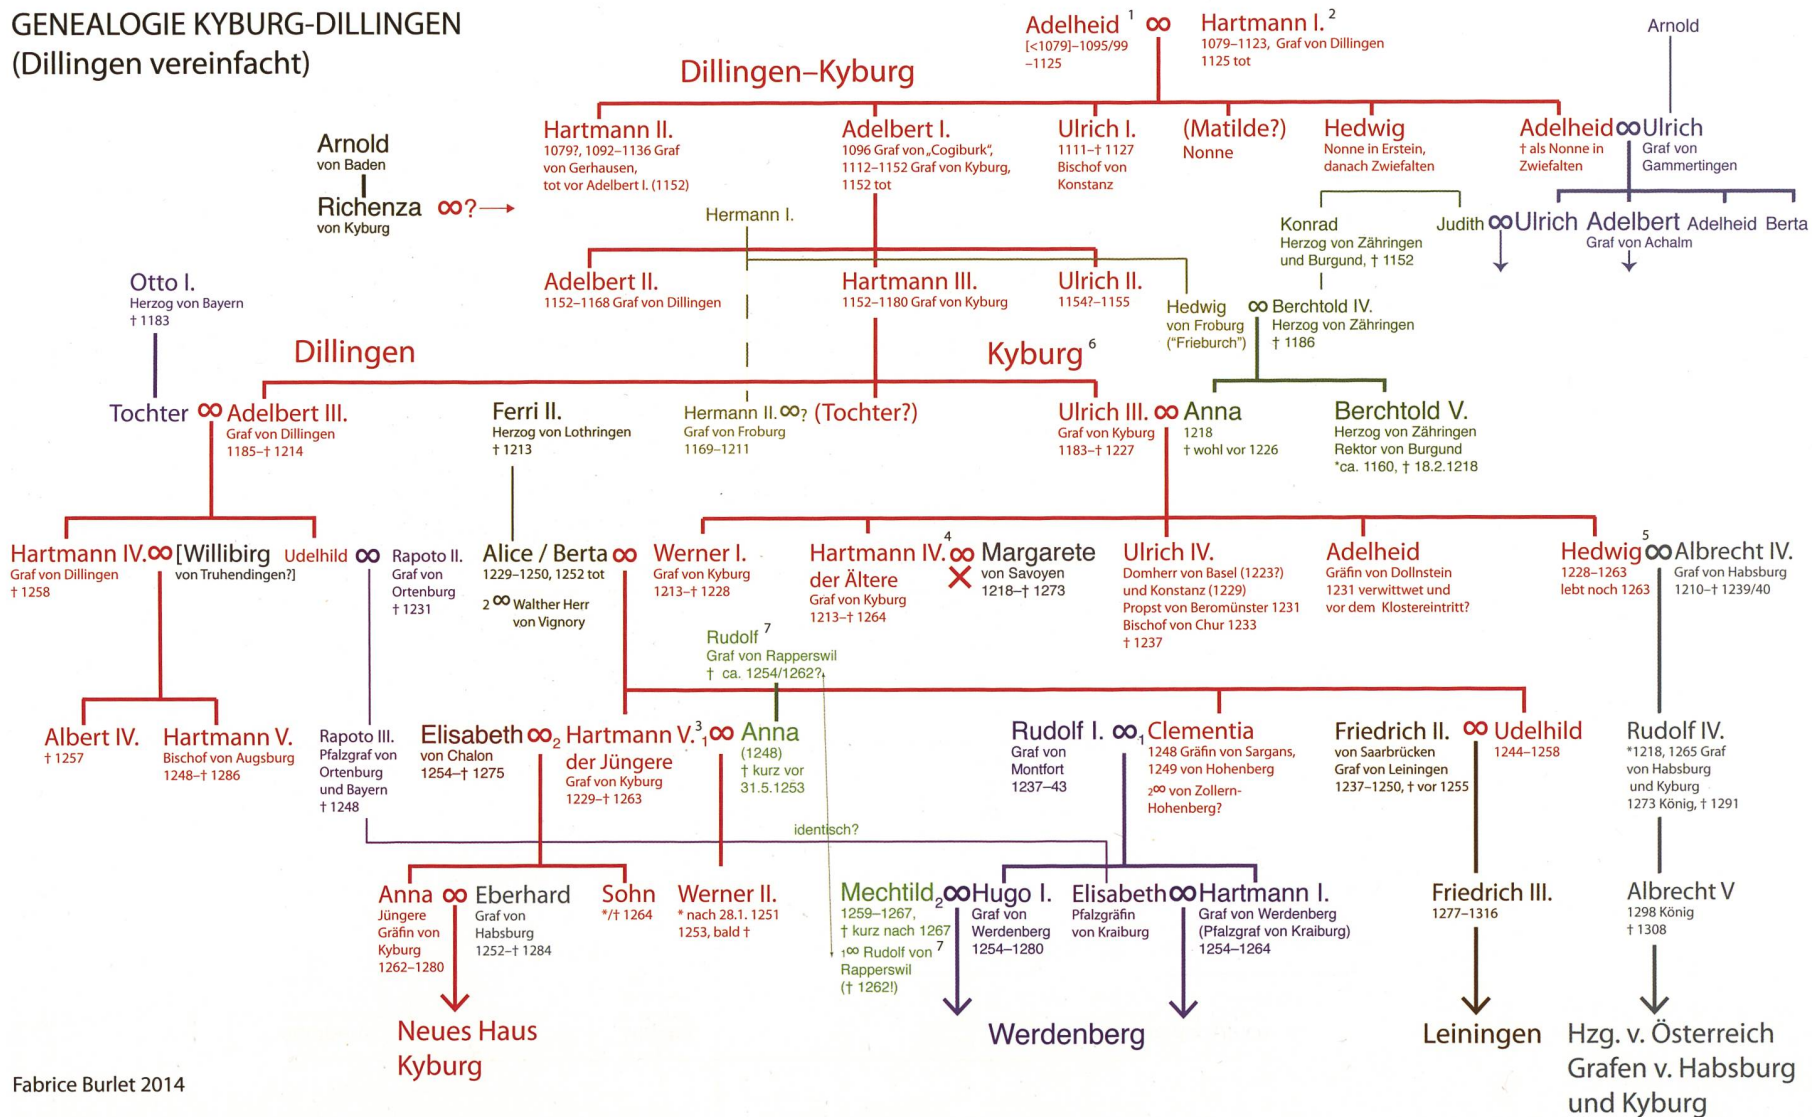 GENEALOGIE KYBURG-DILLINGEN
(Dillingen vereinfacht)
Adelheid 1 ∞ Hartmann I. 2
[<1079]–1095/99
–1125
1079–1123, Graf von Dillingen
1125 tot
Arnold
Dillingen–Kyburg
Arnold
von Baden
Richenza ∞?
von Kyburg
Hartmann II.
1079?, 1092–1136 Graf
von Gerhausen,
tot vor Adelbert I. (1152)
Adelbert I.
1096 Graf von „Cogiburk“,
1112–1152 Graf von Kyburg,
1152 tot
Ulrich I.
1111–† 1127
Bischof von
Konstanz
(Matilde?)
Nonne
Hedwig
Nonne in Erstein,
danach Zwiefalten
Adelheid ∞ Ulrich
† als Nonne in
Zwiefalten
Graf von
Gammertingen
Hermann I.
Konrad
Herzog von Zähringen
und Burgund, † 1152
Judith ∞ Ulrich
Adelbert
Graf von Achalm
Adelheid
Berta
Otto I.
Herzog von Bayern
† 1183
Adelbert II.
1152–1168 Graf von Dillingen
Hartmann III.
1152–1180 Graf von Kyburg
Ulrich II.
1154?–1155
Hedwig
von Froburg
("Frieburch")
∞ Berchtold IV.
Herzog von Zähringen
† 1186
Dillingen
Kyburg 6
Tochter ∞ Adelbert III.
Graf von Dillingen
1185–† 1214
Ferri II.
Herzog von Lothringen
† 1213
Hermann II. ∞? (Tochter?)
Graf von Froburg
1169–1211
Ulrich III. ∞ Anna
Graf von Kyburg
1183–† 1227
1218
† wohl vor 1226
Berchtold V.
Herzog von Zähringen
Rektor von Burgund
*ca. 1160, † 18.2.1218
Hartmann IV. ∞ [Willibirg
Graf von Dillingen
† 1258
von Truhendingen?]
Udelhild ∞ Rapoto II.
Graf von
Ortenburg
† 1231
Alice / Berta ∞ Werner I.
1229–1250, 1252 tot
2 ∞ Walther Herr
von Vignory
Graf von Kyburg
1213–† 1228
Hartmann IV. 4 ∞ Margarete
der Ältere
Graf von Kyburg
1213–† 1264
von Savoyen
1218–† 1273
Ulrich IV.
Domherr von Basel (1223?)
und Konstanz (1229)
Propst von Beromünster 1231
Bischof von Chur 1233
† 1237
Adelheid
Gräfin von Dollnstein
1231 verwittwet und
vor dem Klostereintritt?
Hedwig 5 ∞ Albrecht IV.
1228–1263
lebt noch 1263
Graf von Habsburg
1210–† 1239/40
Rudolf 7
Graf von Rapperswil
† ca. 1254/1262?
Albert IV.
† 1257
Hartmann V.
Bischof von Augsburg
1248–† 1286
Rapoto III.
Pfalzgraf von
Ortenburg
und Bayern
† 1248
Elisabeth ∞ 2 Hartmann V. 3 1 ∞ Anna
von Chalon
1254–† 1275
der Jüngere
Graf von Kyburg
1229–† 1263
(1248)
† kurz vor
31.5.1253
Rudolf I. ∞ 1 Clementia
Graf von
Montfort
1237–43
1248 Gräfin von Sargans,
1249 von Hohenberg
2∞ von Zollern-
Hohenberg?
Friedrich II. ∞ Udelhild
von Saarbrücken
Graf von Leiningen
1237–1250, † vor 1255
1244–1258
Rudolf IV.
*1218, 1265 Graf
von Habsburg
und Kyburg
1273 König, † 1291
identisch?
Anna ∞ Eberhard
Jüngere
Gräfin von
Kyburg
1262–1280
Graf von
Habsburg
1252–† 1284
Sohn
*/† 1264
Werner II.
* nach 28.1. 1251
1253, bald †
Mechtild 2 ∞ Hugo I.
1259–1267,
† kurz nach 1267
1∞ Rudolf von 7
Rapperswil
(† 1262!)
Graf von
Werdenberg
1254–1280
Elisabeth ∞ Hartmann I.
Pfalzgräfin
von Kraiburg
Graf von Werdenberg
(Pfalzgraf von Kraiburg)
1254–1264
Friedrich III.
1277–1316
Albrecht V
1298 König
† 1308
Neues Haus
Kyburg
Werdenberg
Leiningen
Hzg. v. Österreich
Grafen v. Habsburg
und Kyburg
Fabrice Burlet 2014